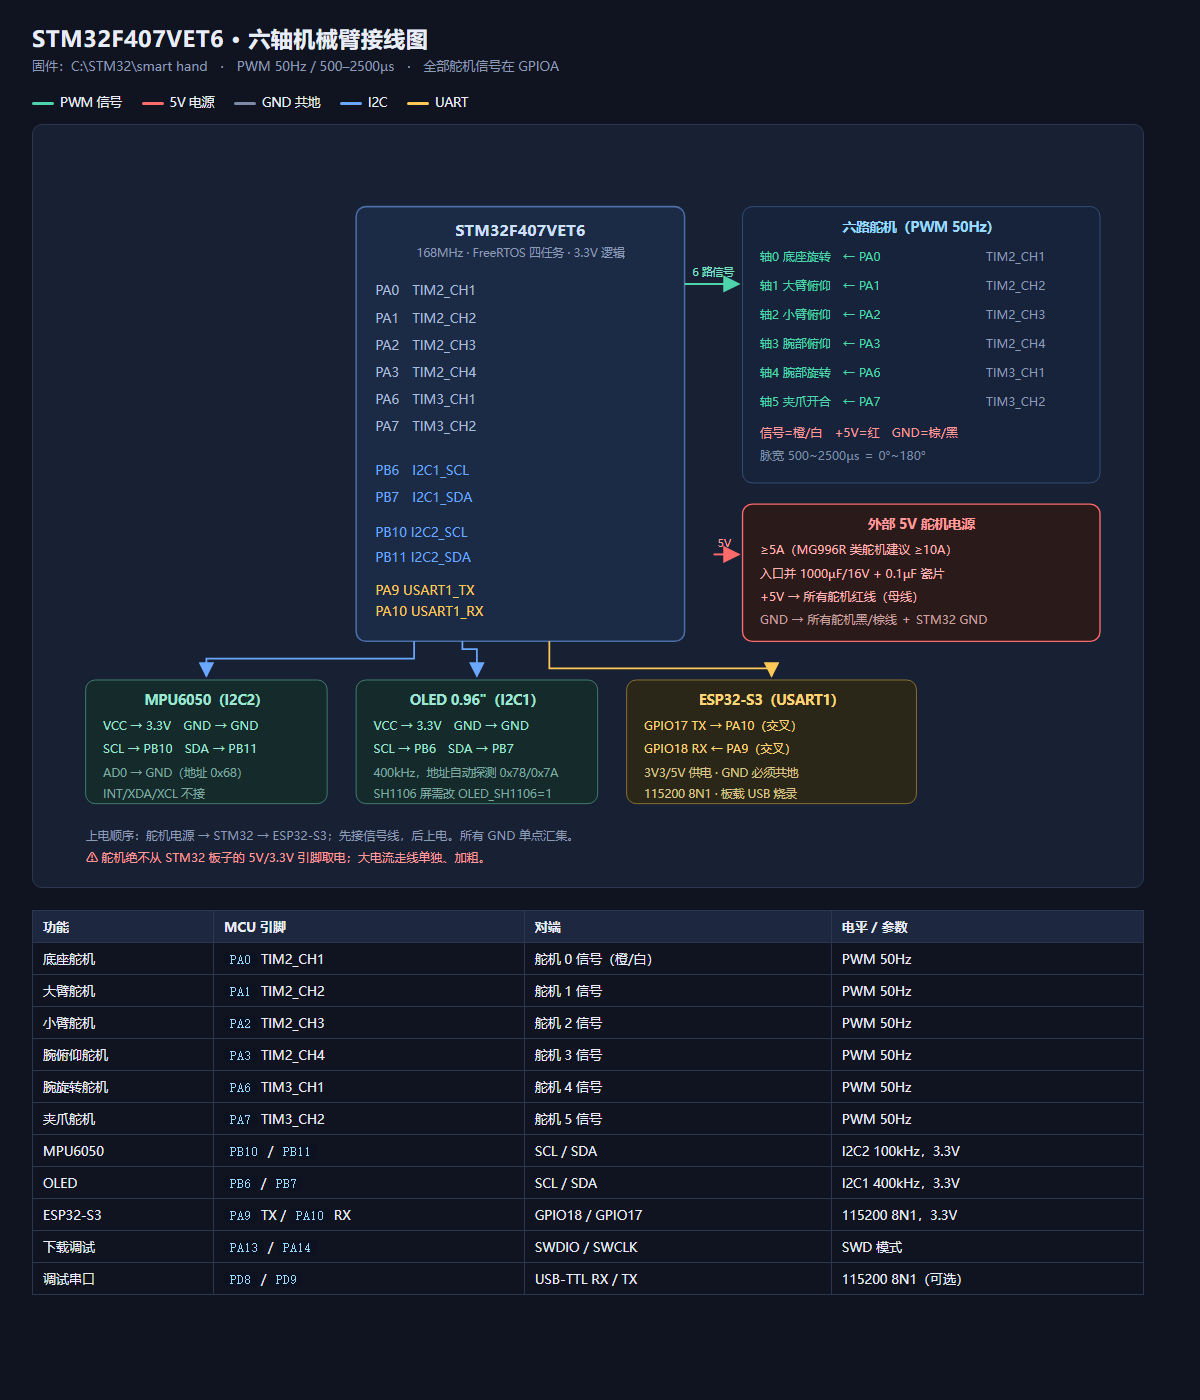 STM32F407VET6 • 六轴机械臂接线图
固件：C:\STM32\smart hand · PWM 50Hz / 500–2500μs · 全部舵机信号在 GPIOA
PWM 信号 5V 电源 GND 共地 I2C UART
STM32F407VET6
168MHz · FreeRTOS 四任务 · 3.3V 逻辑
PA0 TIM2_CH1
PA1 TIM2_CH2
PA2 TIM2_CH3
PA3 TIM2_CH4
PA6 TIM3_CH1
PA7 TIM3_CH2
PB6 I2C1_SCL
PB7 I2C1_SDA
PB10 I2C2_SCL
PB11 I2C2_SDA
PA9 USART1_TX
PA10 USART1_RX
6 路信号
六路舵机（PWM 50Hz）
轴0 底座旋转 ← PA0 TIM2_CH1
轴1 大臂俯仰 ← PA1 TIM2_CH2
轴2 小臂俯仰 ← PA2 TIM2_CH3
轴3 腕部俯仰 ← PA3 TIM2_CH4
轴4 腕部旋转 ← PA6 TIM3_CH1
轴5 夹爪开合 ← PA7 TIM3_CH2
信号=橙/白 +5V=红 GND=棕/黑
脉宽 500~2500μs = 0°~180°
5V
外部 5V 舵机电源
≥5A（MG996R 类舵机建议 ≥10A）
入口并 1000μF/16V + 0.1μF 瓷片
+5V → 所有舵机红线（母线）
GND → 所有舵机黑/棕线 + STM32 GND
MPU6050（I2C2）
VCC → 3.3V GND → GND
SCL → PB10 SDA → PB11
AD0 → GND（地址 0x68）
INT/XDA/XCL 不接
OLED 0.96"（I2C1）
VCC → 3.3V GND → GND
SCL → PB6 SDA → PB7
400kHz，地址自动探测 0x78/0x7A
SH1106 屏需改 OLED_SH1106=1
ESP32-S3（USART1）
GPIO17 TX → PA10（交叉）
GPIO18 RX ← PA9（交叉）
3V3/5V 供电 · GND 必须共地
115200 8N1 · 板载 USB 烧录
上电顺序：舵机电源 → STM32 → ESP32-S3；先接信号线，后上电。所有 GND 单点汇集。
⚠ 舵机绝不从 STM32 板子的 5V/3.3V 引脚取电；大电流走线单独、加粗。
功能 MCU 引脚 对端 电平 / 参数
底座舵机 PA0 TIM2_CH1 舵机 0 信号（橙/白） PWM 50Hz
大臂舵机 PA1 TIM2_CH2 舵机 1 信号 PWM 50Hz
小臂舵机 PA2 TIM2_CH3 舵机 2 信号 PWM 50Hz
腕俯仰舵机 PA3 TIM2_CH4 舵机 3 信号 PWM 50Hz
腕旋转舵机 PA6 TIM3_CH1 舵机 4 信号 PWM 50Hz
夹爪舵机 PA7 TIM3_CH2 舵机 5 信号 PWM 50Hz
MPU6050 PB10 / PB11 SCL / SDA I2C2 100kHz，3.3V
OLED PB6 / PB7 SCL / SDA I2C1 400kHz，3.3V
ESP32-S3 PA9 TX / PA10 RX GPIO18 / GPIO17 115200 8N1，3.3V
下载调试 PA13 / PA14 SWDIO / SWCLK SWD 模式
调试串口 PD8 / PD9 USB-TTL RX / TX 115200 8N1（可选）